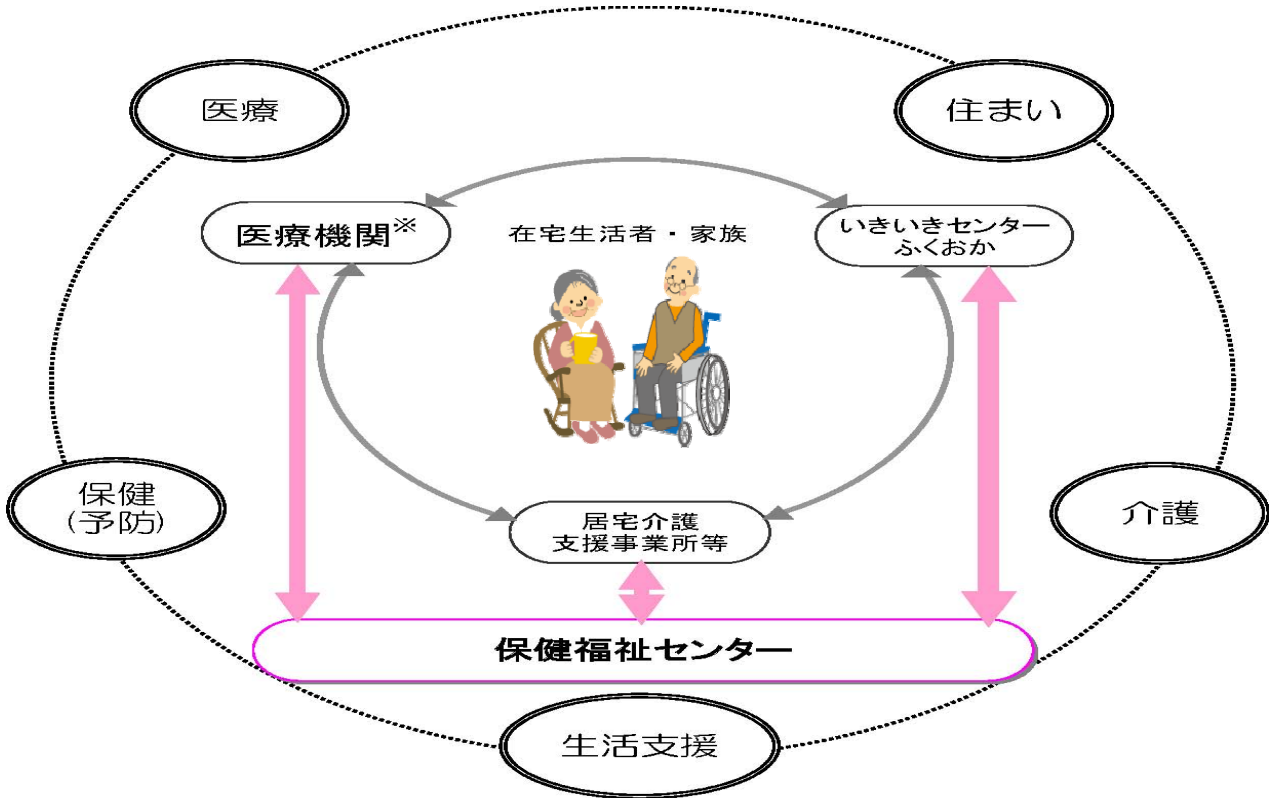 医療
住まい
医療機関※
在宅生活者・家族
いきいきセンター
ふくおか
保健
(予防)
介護
居宅介護
支援事業所等
保健福祉センター
生活支援